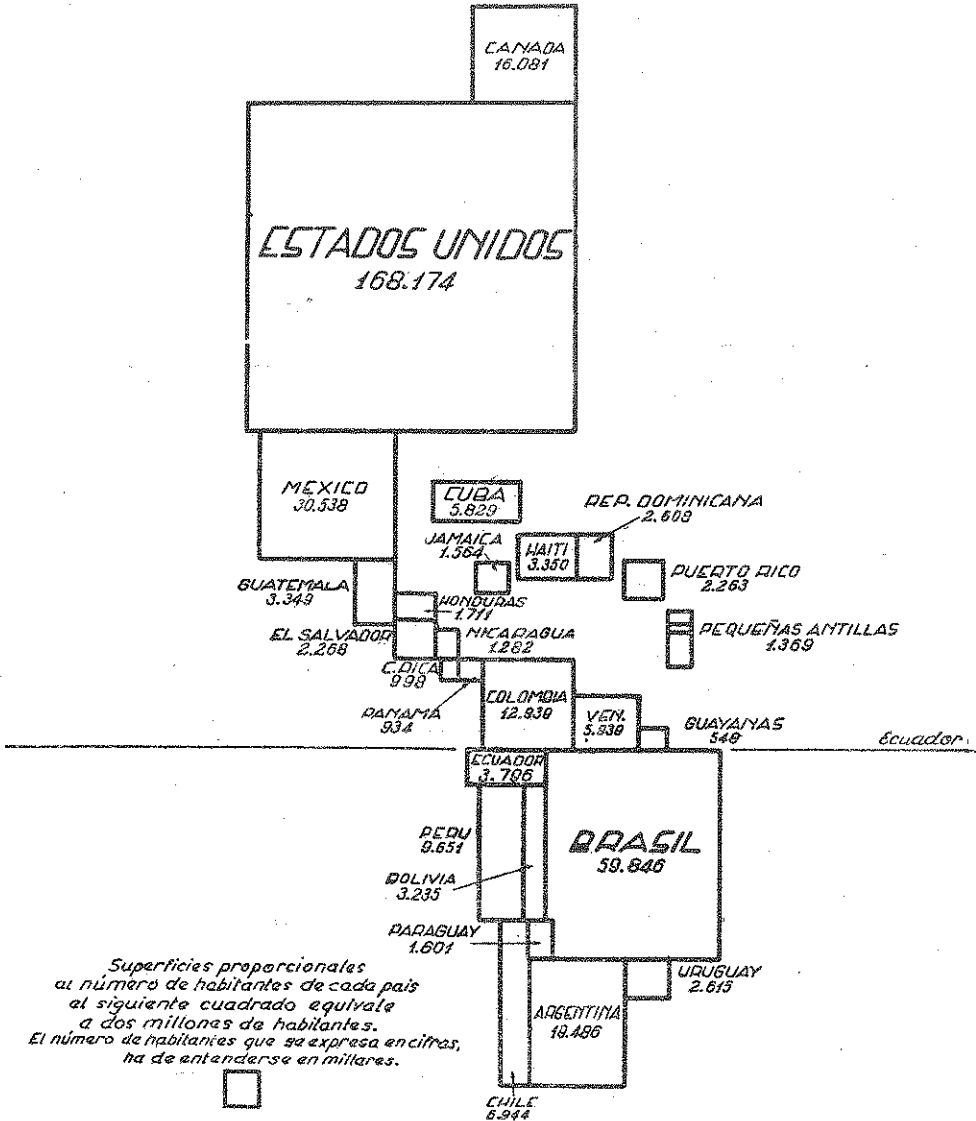 CANADA
16.081
ESTADOS UNIDOS
168.174
MEXICO
30.538
CUBA
5.829
REP. DOMINICANA
2.608
JAMAICA
1.564
HAITI
3.350
PUERTO RICO
2.263
GUATEMALA
3.349
HONDURAS
1.711
EL SALVADOR
2.268
NICARAGUA
1.282
PEQUEÑAS ANTILLAS
1.369
C.RICA
998
PANAMA
934
COLOMBIA
12.939
VEN.
5.939
GUAYANAS
540
Ecuador
ECUADOR
3.796
PERU
9.651
BRASIL
59.846
BOLIVIA
3.235
PARAGUAY
1.601
URUGUAY
2.615
ARGENTINA
19.486
CHILE
6.944
Superficies proporcionales
al número de habitantes de cada país
el siguiente cuadrado equivale
a dos millones de habitantes.
El número de habitantes que se expresa en cifras,
ha de entenderse en millares.